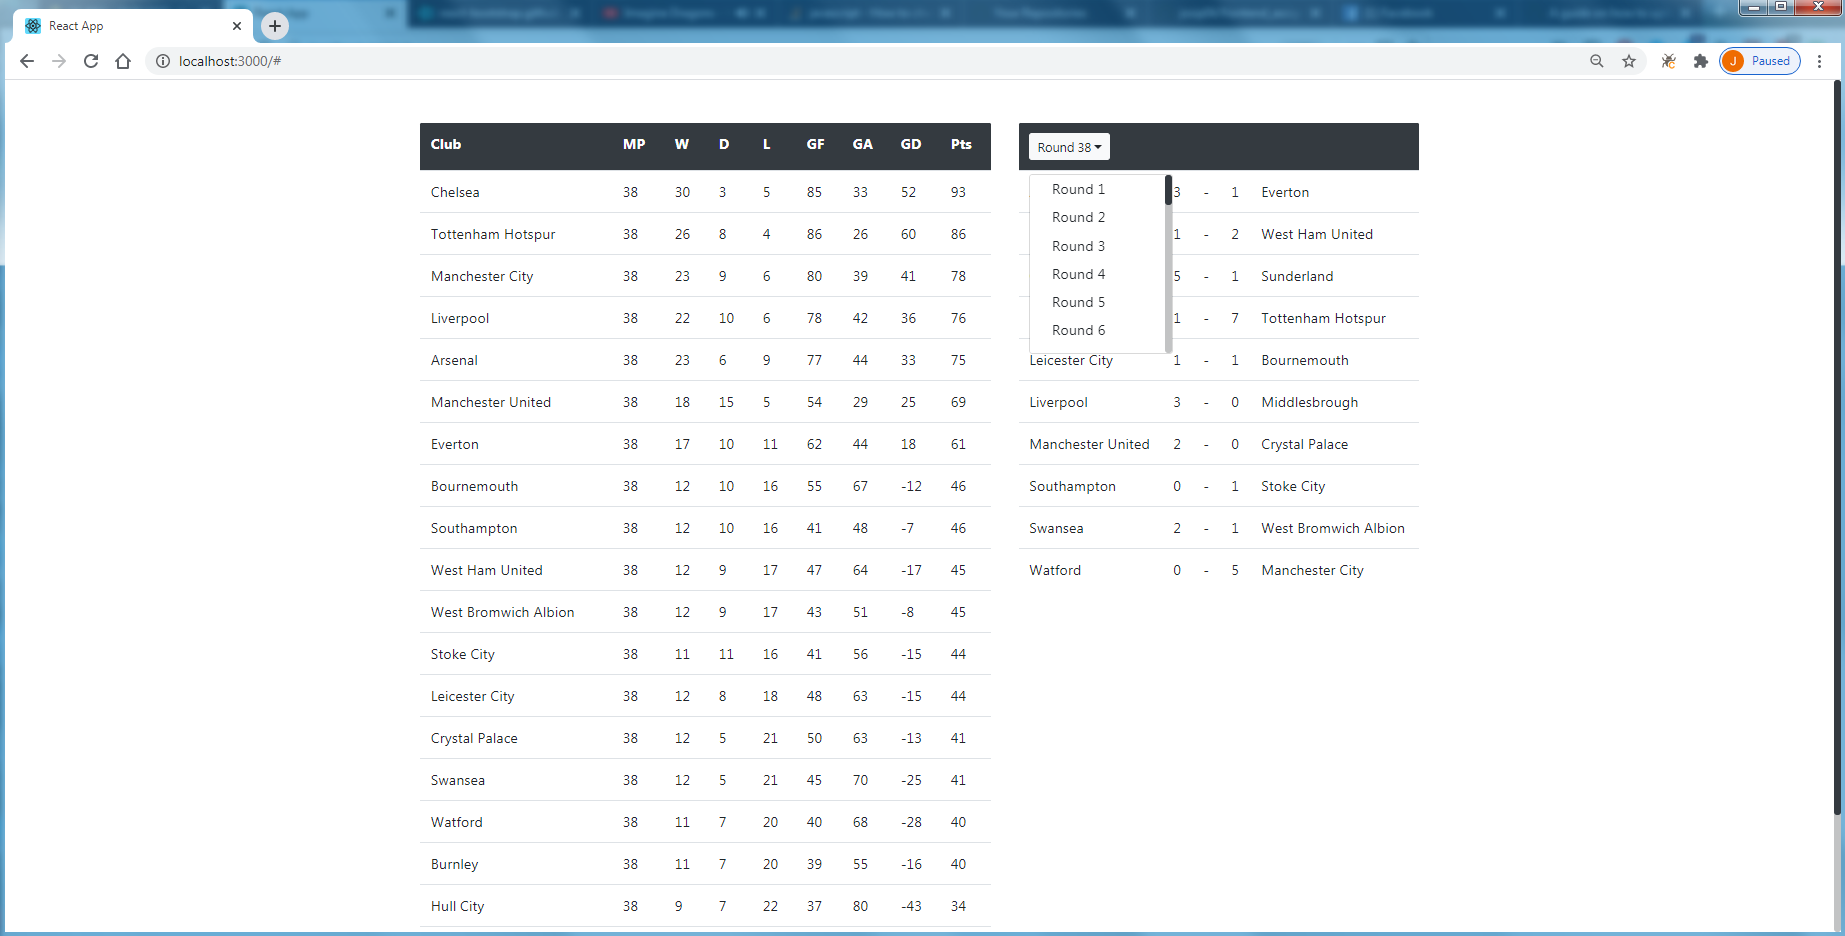 React App
localhost:3000/#
J Paused
Club MP W D L GF GA GD Pts
Chelsea 38 30 3 5 85 33 52 93
Tottenham Hotspur 38 26 8 4 86 26 60 86
Manchester City 38 23 9 6 80 39 41 78
Liverpool 38 22 10 6 78 42 36 76
Arsenal 38 23 6 9 77 44 33 75
Manchester United 38 18 15 5 54 29 25 69
Everton 38 17 10 11 62 44 18 61
Bournemouth 38 12 10 16 55 67 -12 46
Southampton 38 12 10 16 41 48 -7 46
West Ham United 38 12 9 17 47 64 -17 45
West Bromwich Albion 38 12 9 17 43 51 -8 45
Stoke City 38 11 11 16 41 56 -15 44
Leicester City 38 12 8 18 48 63 -15 44
Crystal Palace 38 12 5 21 50 63 -13 41
Swansea 38 12 5 21 45 70 -25 41
Watford 38 11 7 20 40 68 -28 40
Burnley 38 11 7 20 39 55 -16 40
Hull City 38 9 7 22 37 80 -43 34
Round 38
Round 1
Round 2
Round 3
Round 4
Round 5
Round 6
3 - 1 Everton
1 - 2 West Ham United
5 - 1 Sunderland
1 - 7 Tottenham Hotspur
Leicester City 1 - 1 Bournemouth
Liverpool 3 - 0 Middlesbrough
Manchester United 2 - 0 Crystal Palace
Southampton 0 - 1 Stoke City
Swansea 2 - 1 West Bromwich Albion
Watford 0 - 5 Manchester City